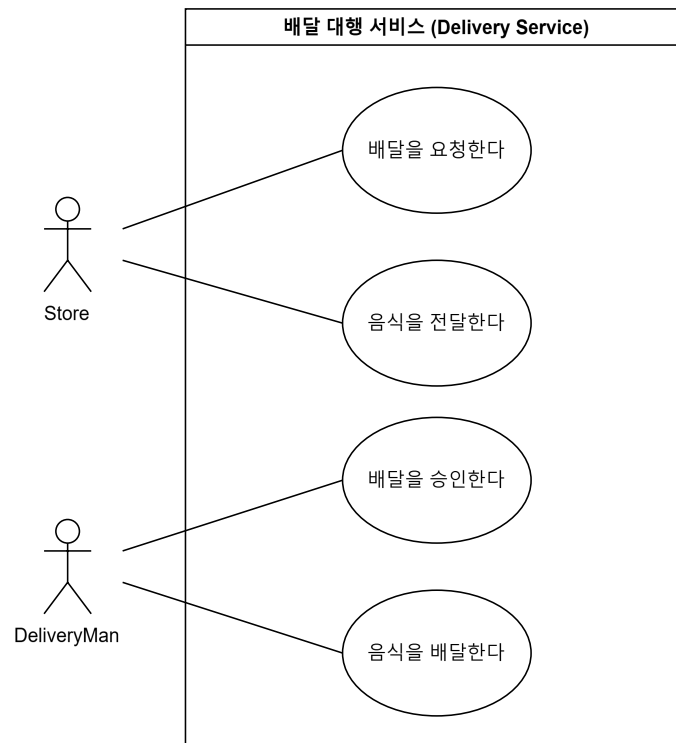 배달 대행 서비스 (Delivery Service)
배달을 요청한다
Store
음식을 전달한다
배달을 승인한다
DeliveryMan
음식을 배달한다